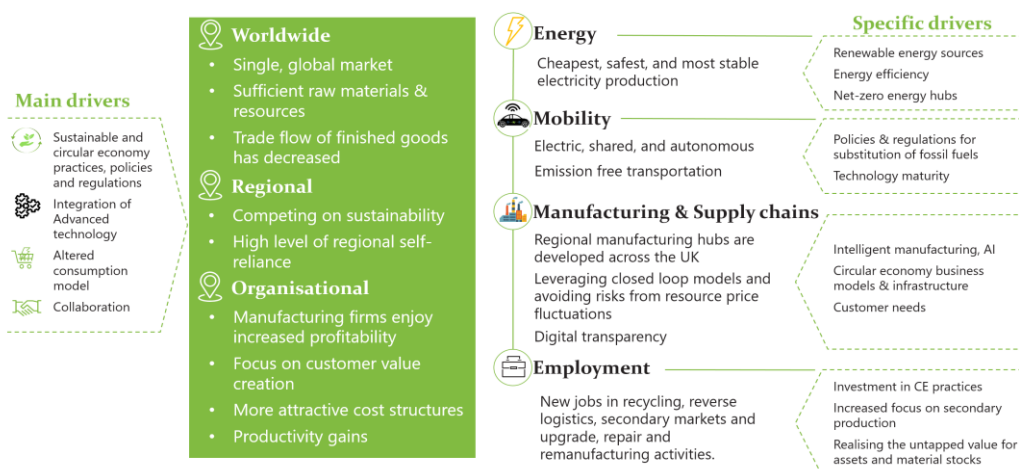 Main drivers
Sustainable and
circular economy
practices, policies
and regulations
Integration of
Advanced
technology
Altered
consumption
model
Collaboration
Worldwide
• Single, global market
• Sufficient raw materials &
resources
• Trade flow of finished goods
has decreased
Regional
• Competing on sustainability
• High level of regional self-
reliance
Organisational
• Manufacturing firms enjoy
increased profitability
• Focus on customer value
creation
• More attractive cost structures
• Productivity gains
Energy
Cheapest, safest, and most stable
electricity production
Mobility
Electric, shared, and autonomous
Emission free transportation
Manufacturing & Supply chains
Regional manufacturing hubs are
developed across the UK
Leveraging closed loop models and
avoiding risks from resource price
fluctuations
Digital transparency
Employment
New jobs in recycling, reverse
logistics, secondary markets and
upgrade, repair and
remanufacturing activities.
Specific drivers
Renewable energy sources
Energy efficiency
Net-zero energy hubs
Policies & regulations for
substitution of fossil fuels
Technology maturity
Intelligent manufacturing, AI
Circular economy business
models & infrastructure
Customer needs
Investment in CE practices
Increased focus on secondary
production
Realising the untapped value for
assets and material stocks